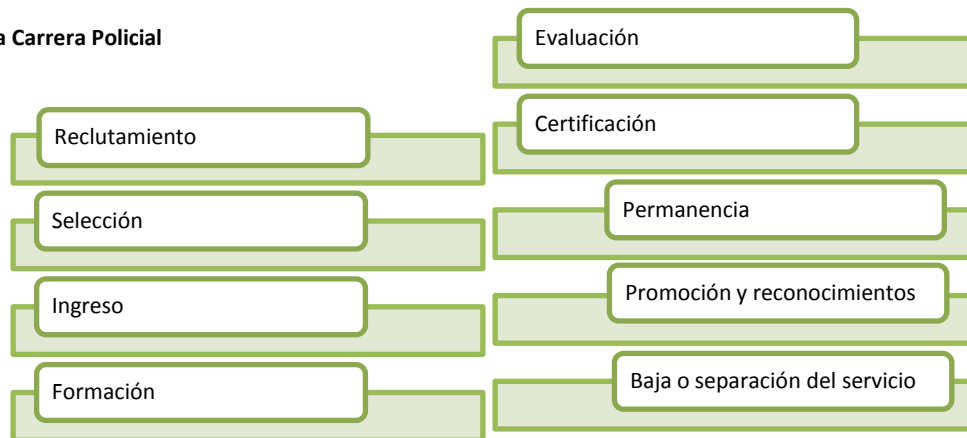 a Carrera Policial
Reclutamiento
Selección
Ingreso
Formación
Evaluación
Certificación
Permanencia
Promoción y reconocimientos
Baja o separación del servicio